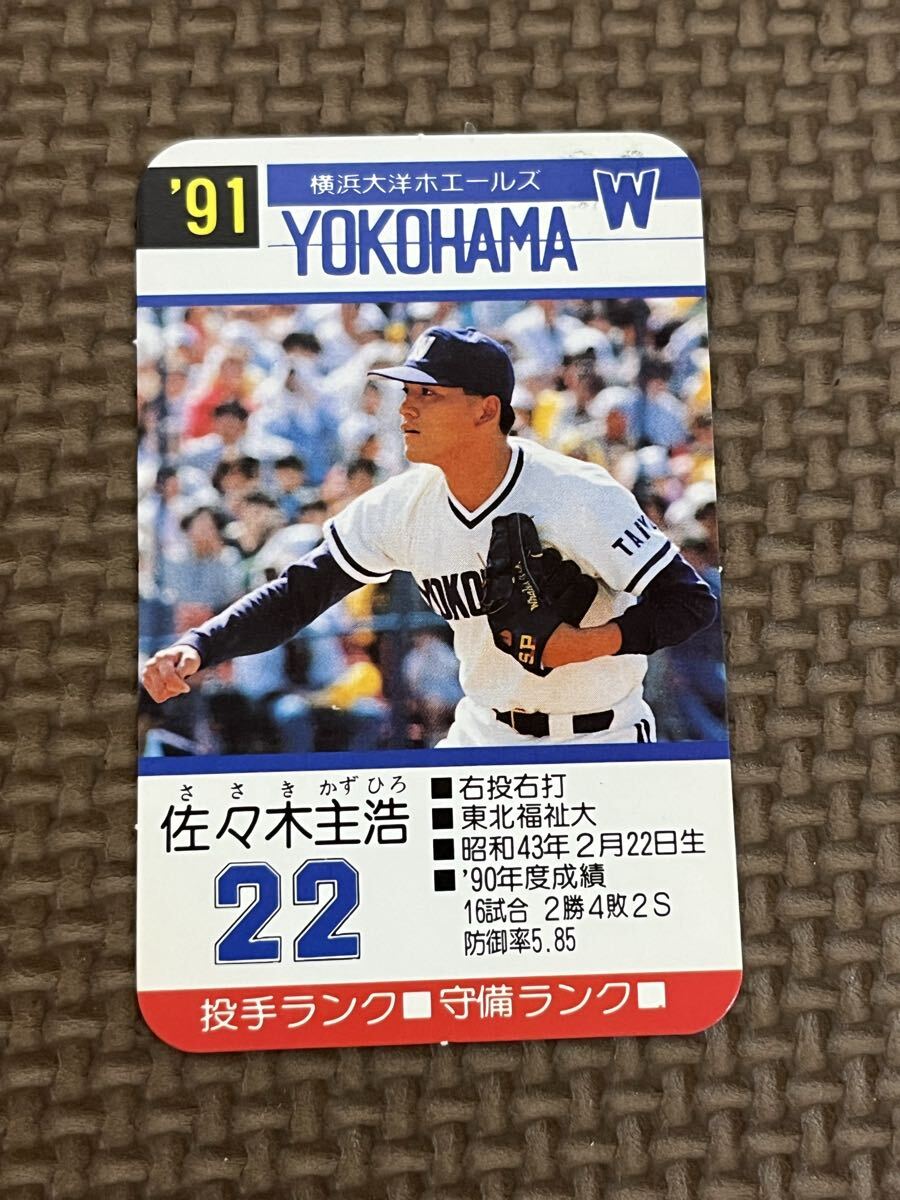 '91
横浜大洋ホエールズ
W
YOKOHAMA
W
TAIY
YOKO
S.P
ささきかずひろ
佐々木主浩
22
■右投右打
■東北福祉大
■昭和43年2月22日生
■'90年度成績
16試合 2勝4敗2S
防御率5.85
投手ランク□守備ランク□